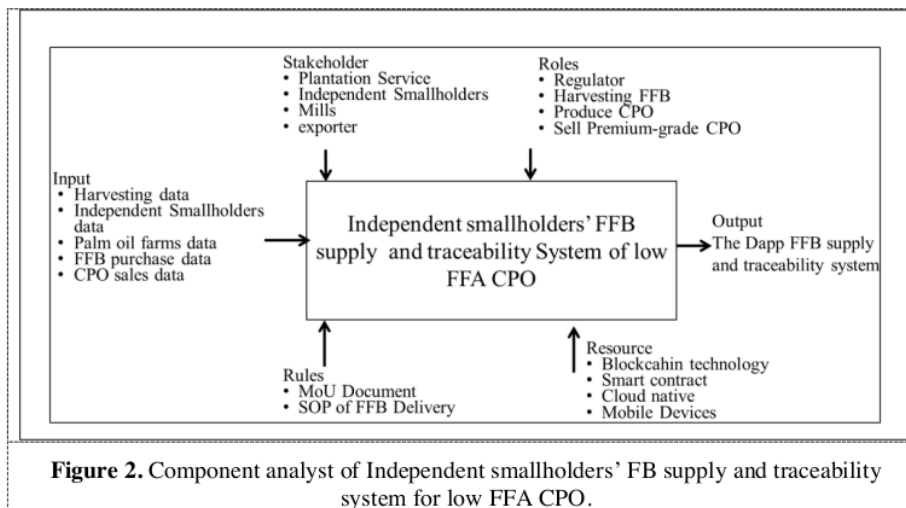 Stakeholder
• Plantation Service
• Independent Smallholders
• Mills
• exporter
Roles
• Regulator
• Harvesting FFB
• Produce CPO
• Sell Premium-grade CPO
Input
• Harvesting data
• Independent Smallholders
data
• Palm oil farms data
• FFB purchase data
• CPO sales data
Independent smallholders’ FFB
supply and traceability System of low
FFA CPO
Output
The Dapp FFB supply
and traceability system
Rules
• MoU Document
• SOP of FFB Delivery
Resource
• Blockcahin technology
• Smart contract
• Cloud native
• Mobile Devices
Figure 2. Component analyst of Independent smallholders’ FB supply and traceability
system for low FFA CPO.